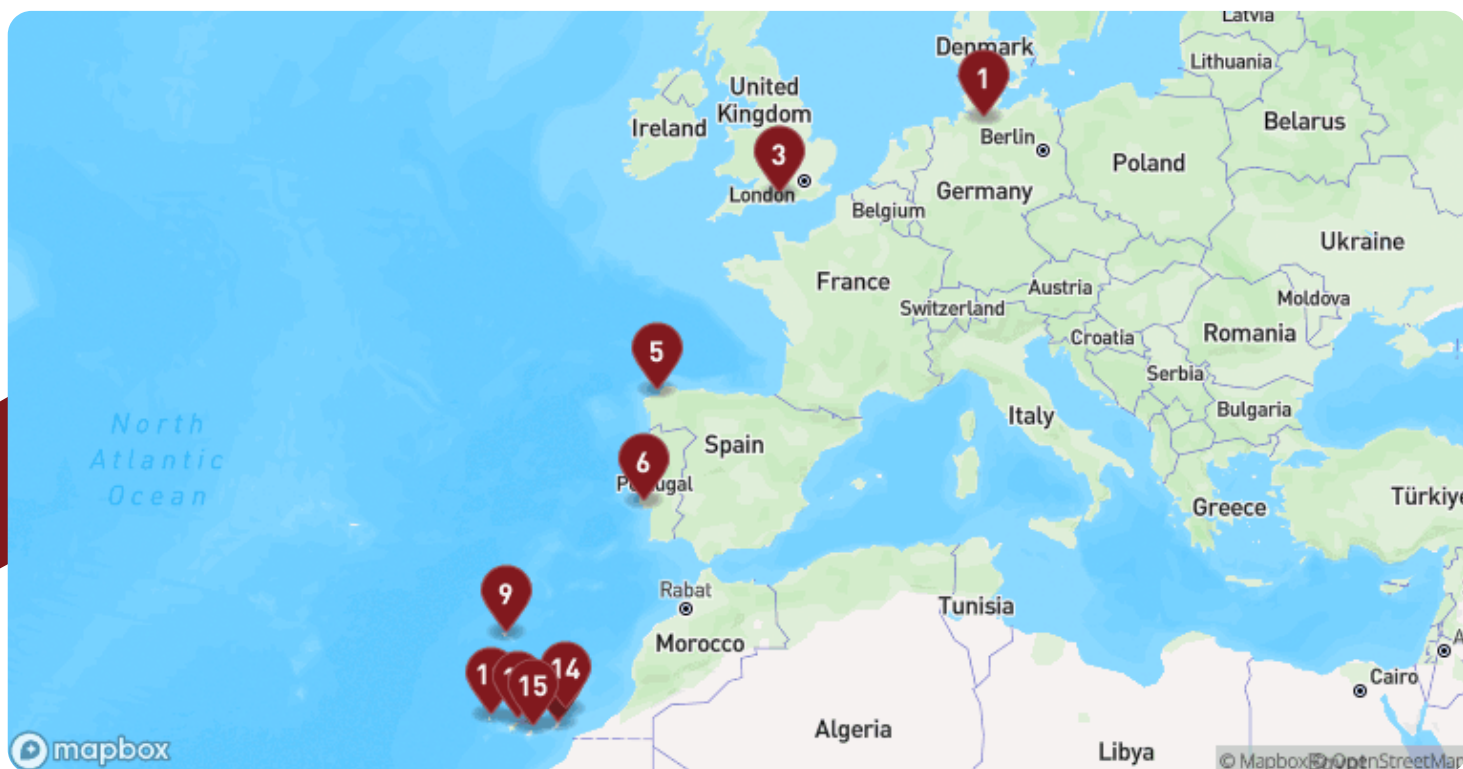 Latvia
Denmark
Lithuania
1
United
Kingdom
Ireland
Belarus
Berlin
3
Poland
London
Germany
Belgium
Ukraine
France
Austria
Switzerland
Moldova
Croatia
Romania
5
Serbia
Bulgaria
Italy
North
Atlantic
Ocean
Spain
6
Portugal
Greece
Türkiye
9
Rabat
Tunisia
Morocco
14
15
Cairo
Algeria
Libya
mapbox
© Mapbox © OpenStreetMap